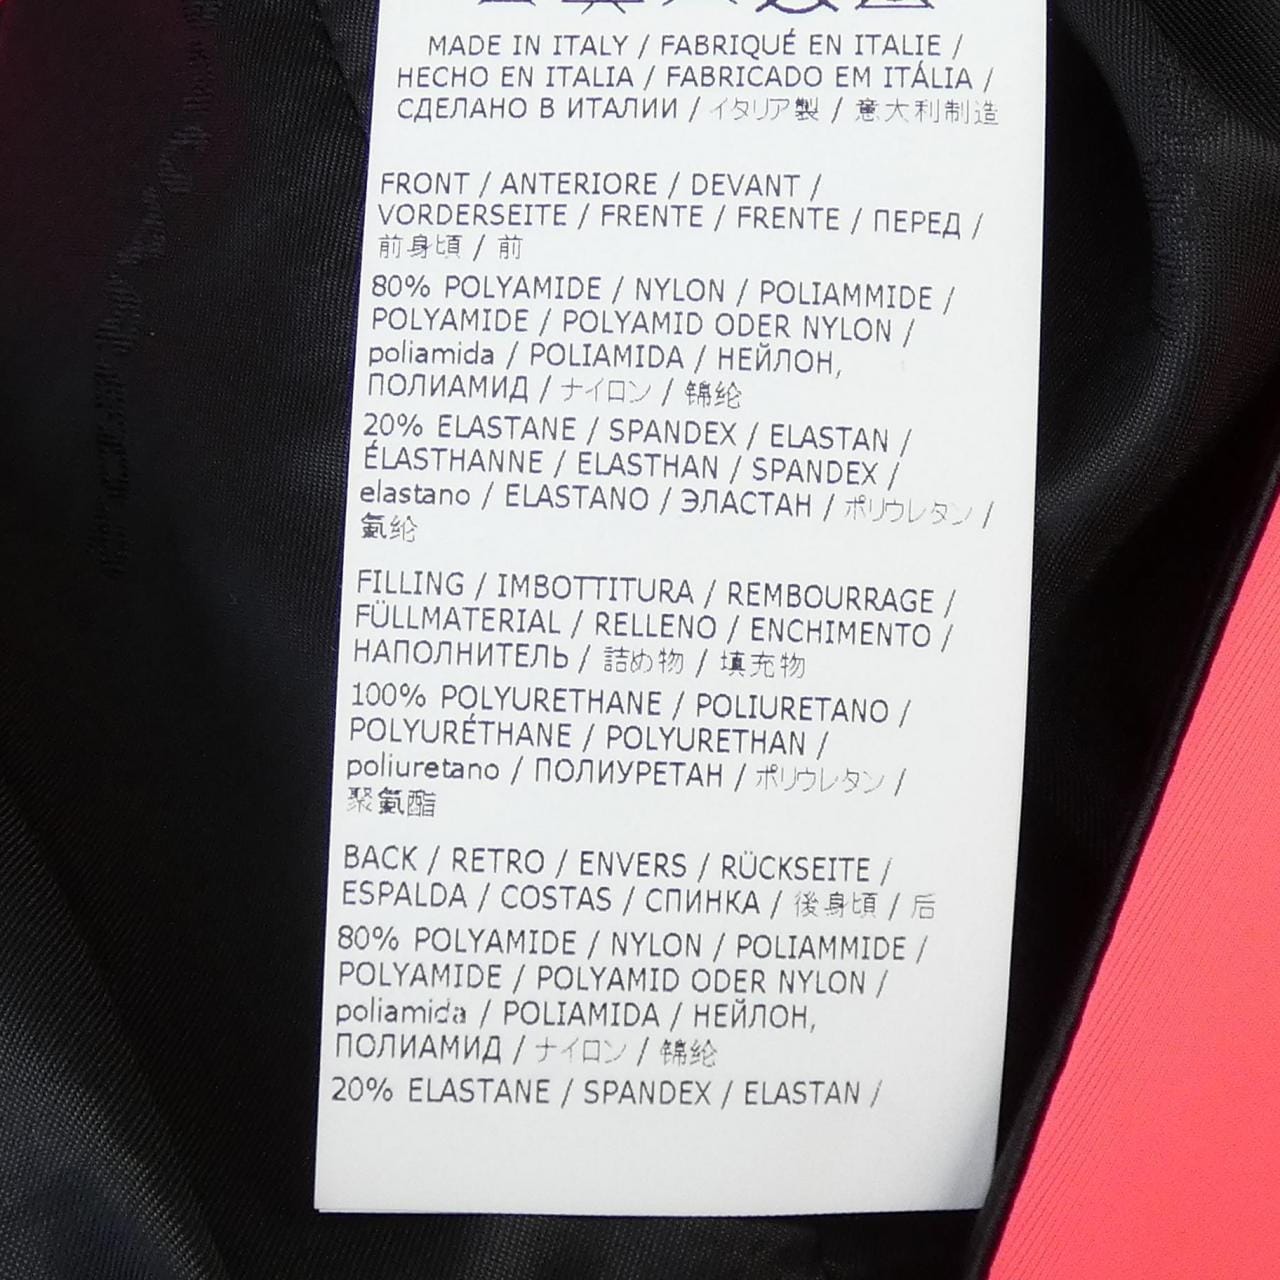 MADE IN ITALY / FABRIQUÉ EN ITALIE /
HECHO EN ITALIA / FABRICADO EM ITÁLIA /
СДЕЛАНО В ИТАЛИИ / イタリア製 / 意大利制造
FRONT / ANTERIORE / DEVANT /
VORDERSEITE / FRENTE / FRENTE / ПЕРЕД /
前身頃 / 前
80% POLYAMIDE / NYLON / POLIAMMIDE /
POLYAMIDE / POLYAMID ODER NYLON /
poliamida / POLIAMIDA / НЕЙЛОН,
ПОЛИАМИД / ナイロン / 锦纶
20% ELASTANE / SPANDEX / ELASTAN /
ÉLASTHANNE / ELASTHAN / SPANDEX /
elastano / ELASTANO / ЭЛАСТАН / ポリウレタン /
氨纶
FILLING / IMBOTTITURA / REMBOURRAGE /
FÜLLMATERIAL / RELLENO / ENCHIMENTO /
НАПОЛНИТЕЛЬ / 詰め物 / 填充物
100% POLYURETHANE / POLIURETANO /
POLYURÉTHANE / POLYURETHAN /
poliuretano / ПОЛИУРЕТАН / ポリウレタン /
聚氨酯
BACK / RETRO / ENVERS / RÜCKSEITE /
ESPALDA / COSTAS / СПИНКА / 後身頃 / 后
80% POLYAMIDE / NYLON / POLIAMMIDE /
POLYAMIDE / POLYAMID ODER NYLON /
poliamida / POLIAMIDA / НЕЙЛОН,
ПОЛИАМИД / ナイロン / 锦纶
20% ELASTANE / SPANDEX / ELASTAN /